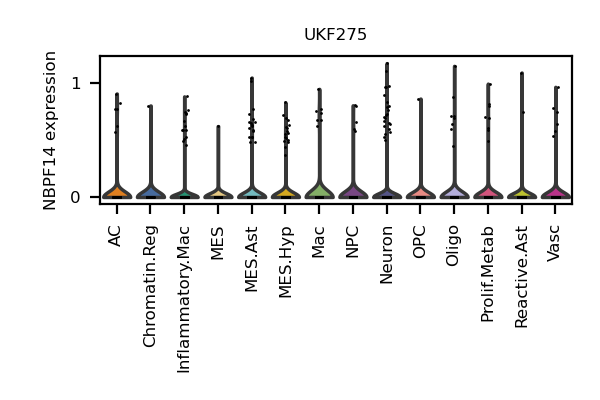 UKF275
NBPF14 expression
1
0
AC
Chromatin.Reg
Inflammatory.Mac
MES
MES.Ast
MES.Hyp
Mac
NPC
Neuron
OPC
Oligo
Prolif.Metab
Reactive.Ast
Vasc